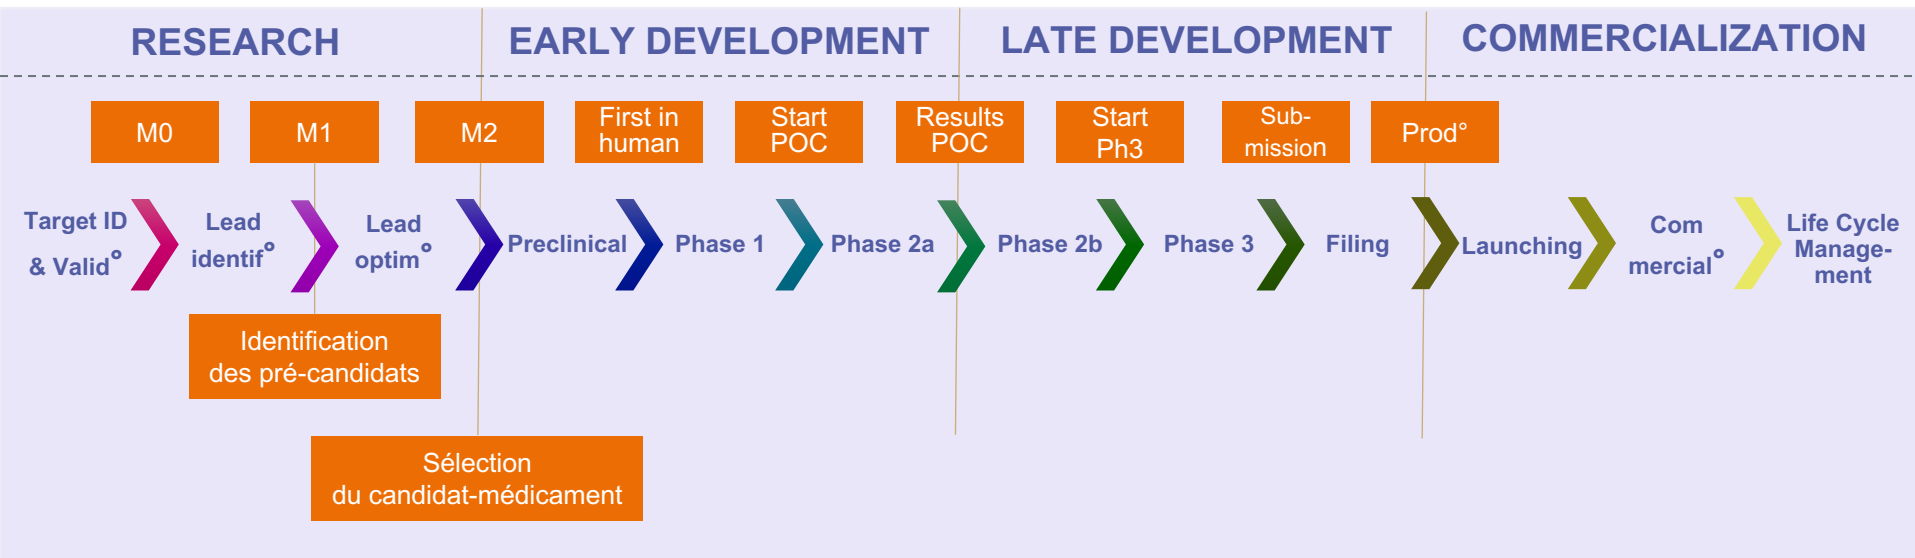 RESEARCH
EARLY DEVELOPMENT
LATE DEVELOPMENT
COMMERCIALIZATION
M0
M1
M2
First in
human
Start
POC
Results
POC
Start
Ph3
Sub-
mission
Prod°
Target ID
& Valid°
Lead
identif°
Lead
optim°
Preclinical
Phase 1
Phase 2a
Phase 2b
Phase 3
Filing
Launching
Com
mercial°
Life Cycle
Manage-
ment
Identification
des pré-candidats
Sélection
du candidat-médicament